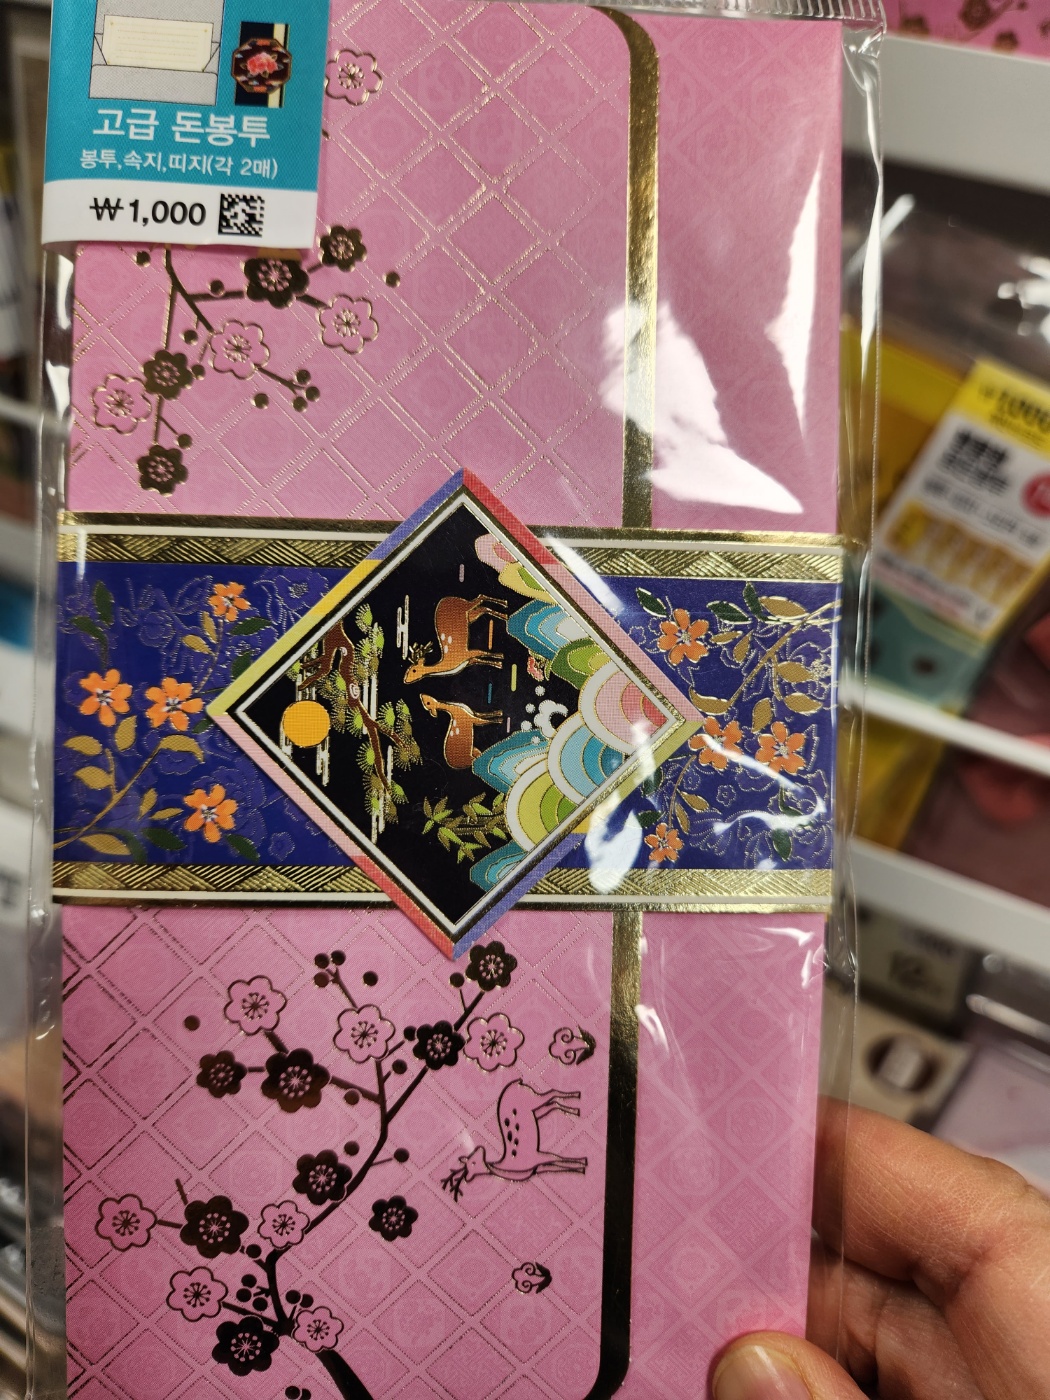 고급 돈봉투
봉투,속지,띠지(각 2매)
₩1,000